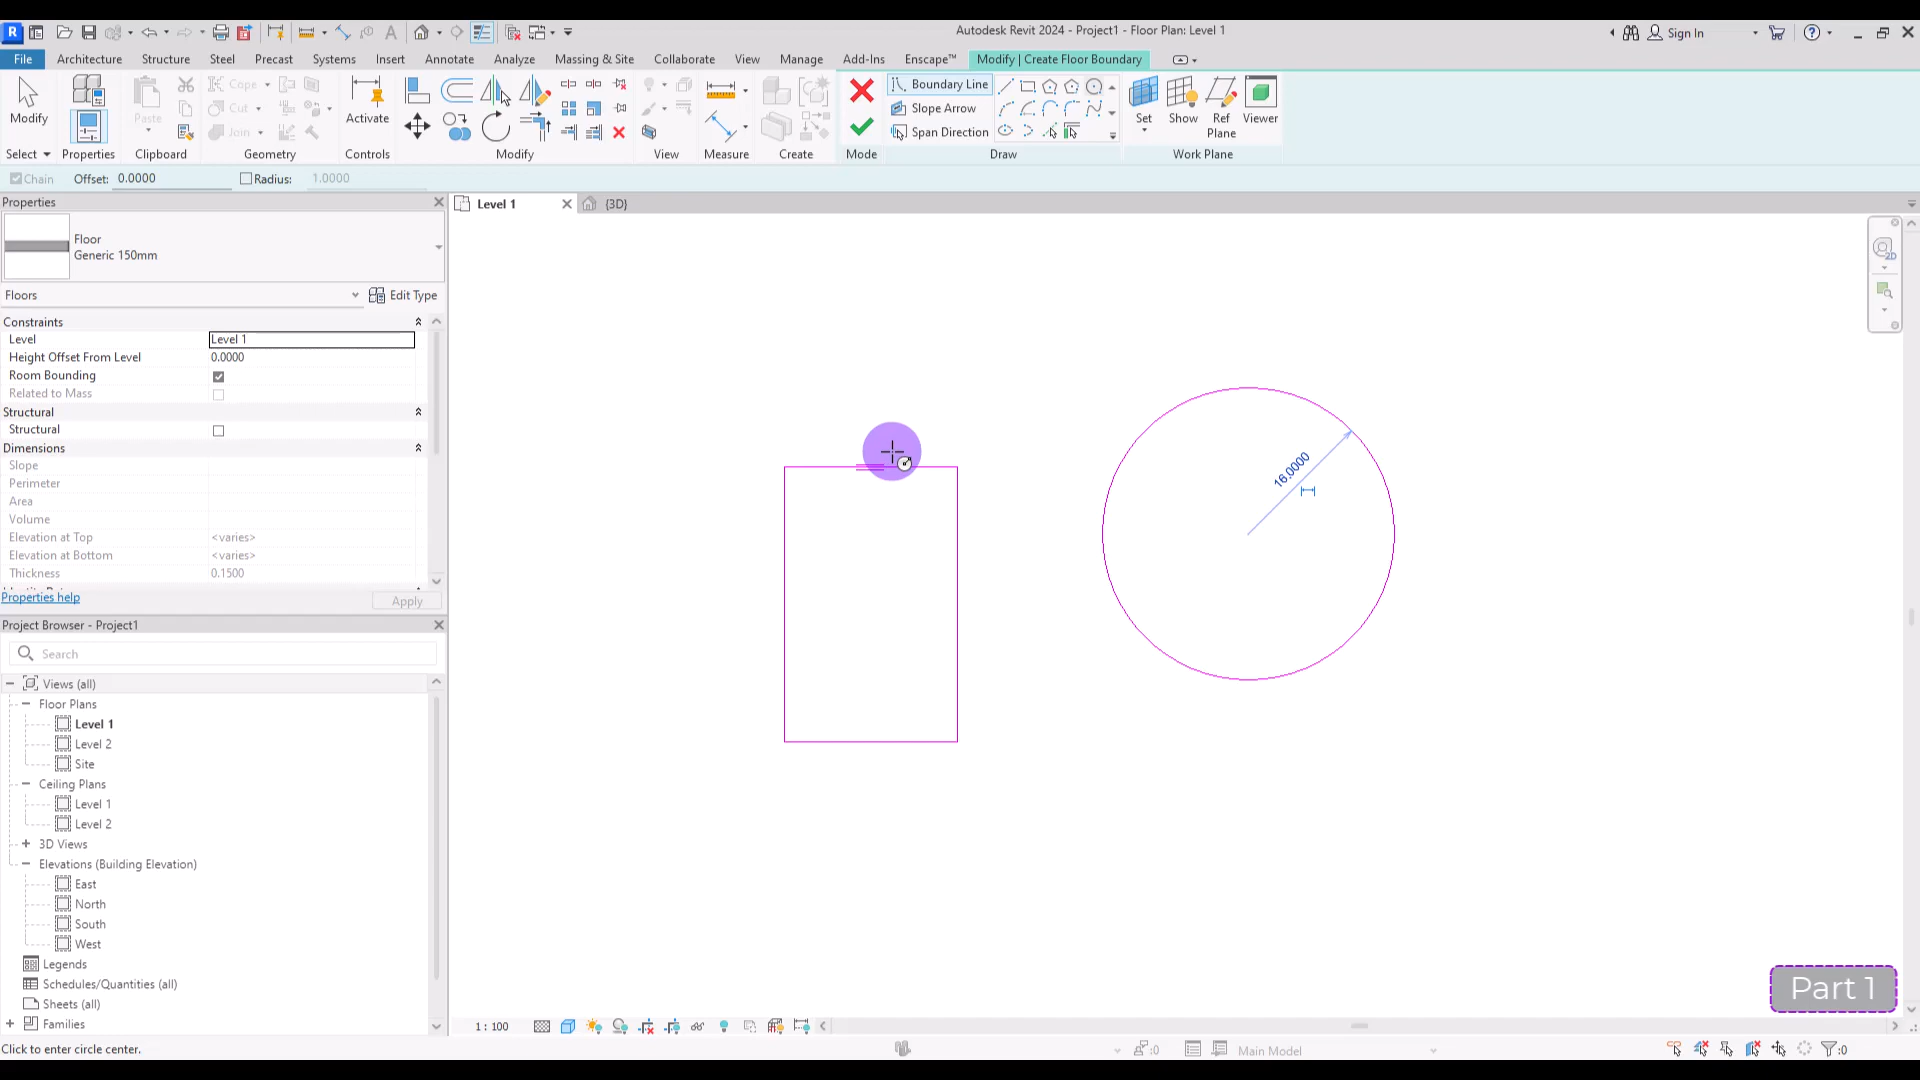 Autodesk Revit 2024 - Project1 - Floor Plan: Level 1
Sign In
File Architecture Structure Steel Precast Systems Insert Annotate Analyze Massing & Site Collaborate View Manage Add-Ins Enscape™ Modify | Create Floor Boundary
Modify
Paste
Cope
Cut
Join
Activate
Boundary Line
Slope Arrow
Span Direction
Set
Show
Ref
Plane
Viewer
Select Properties Clipboard Geometry Controls Modify View Measure Create Mode Draw Work Plane
Chain Offset: 0.0000 Radius: 1.0000
Properties
Level 1
{3D}
2D
Floor
Generic 150mm
Floors
Edit Type
Constraints
Level Level 1
Height Offset From Level 0.0000
Room Bounding
Related to Mass
Structural
Structural
Dimensions
Slope
Perimeter
Area
Volume
Elevation at Top <varies>
Elevation at Bottom <varies>
Thickness 0.1500
Properties help
Apply
16.0000
Project Browser - Project1
Search
Views (all)
Floor Plans
Level 1
Level 2
Site
Ceiling Plans
Level 1
Level 2
3D Views
Elevations (Building Elevation)
East
North
South
West
Legends
Schedules/Quantities (all)
Sheets (all)
Families
Part 1
1 : 100
Click to enter circle center.
:0
Main Model
:0